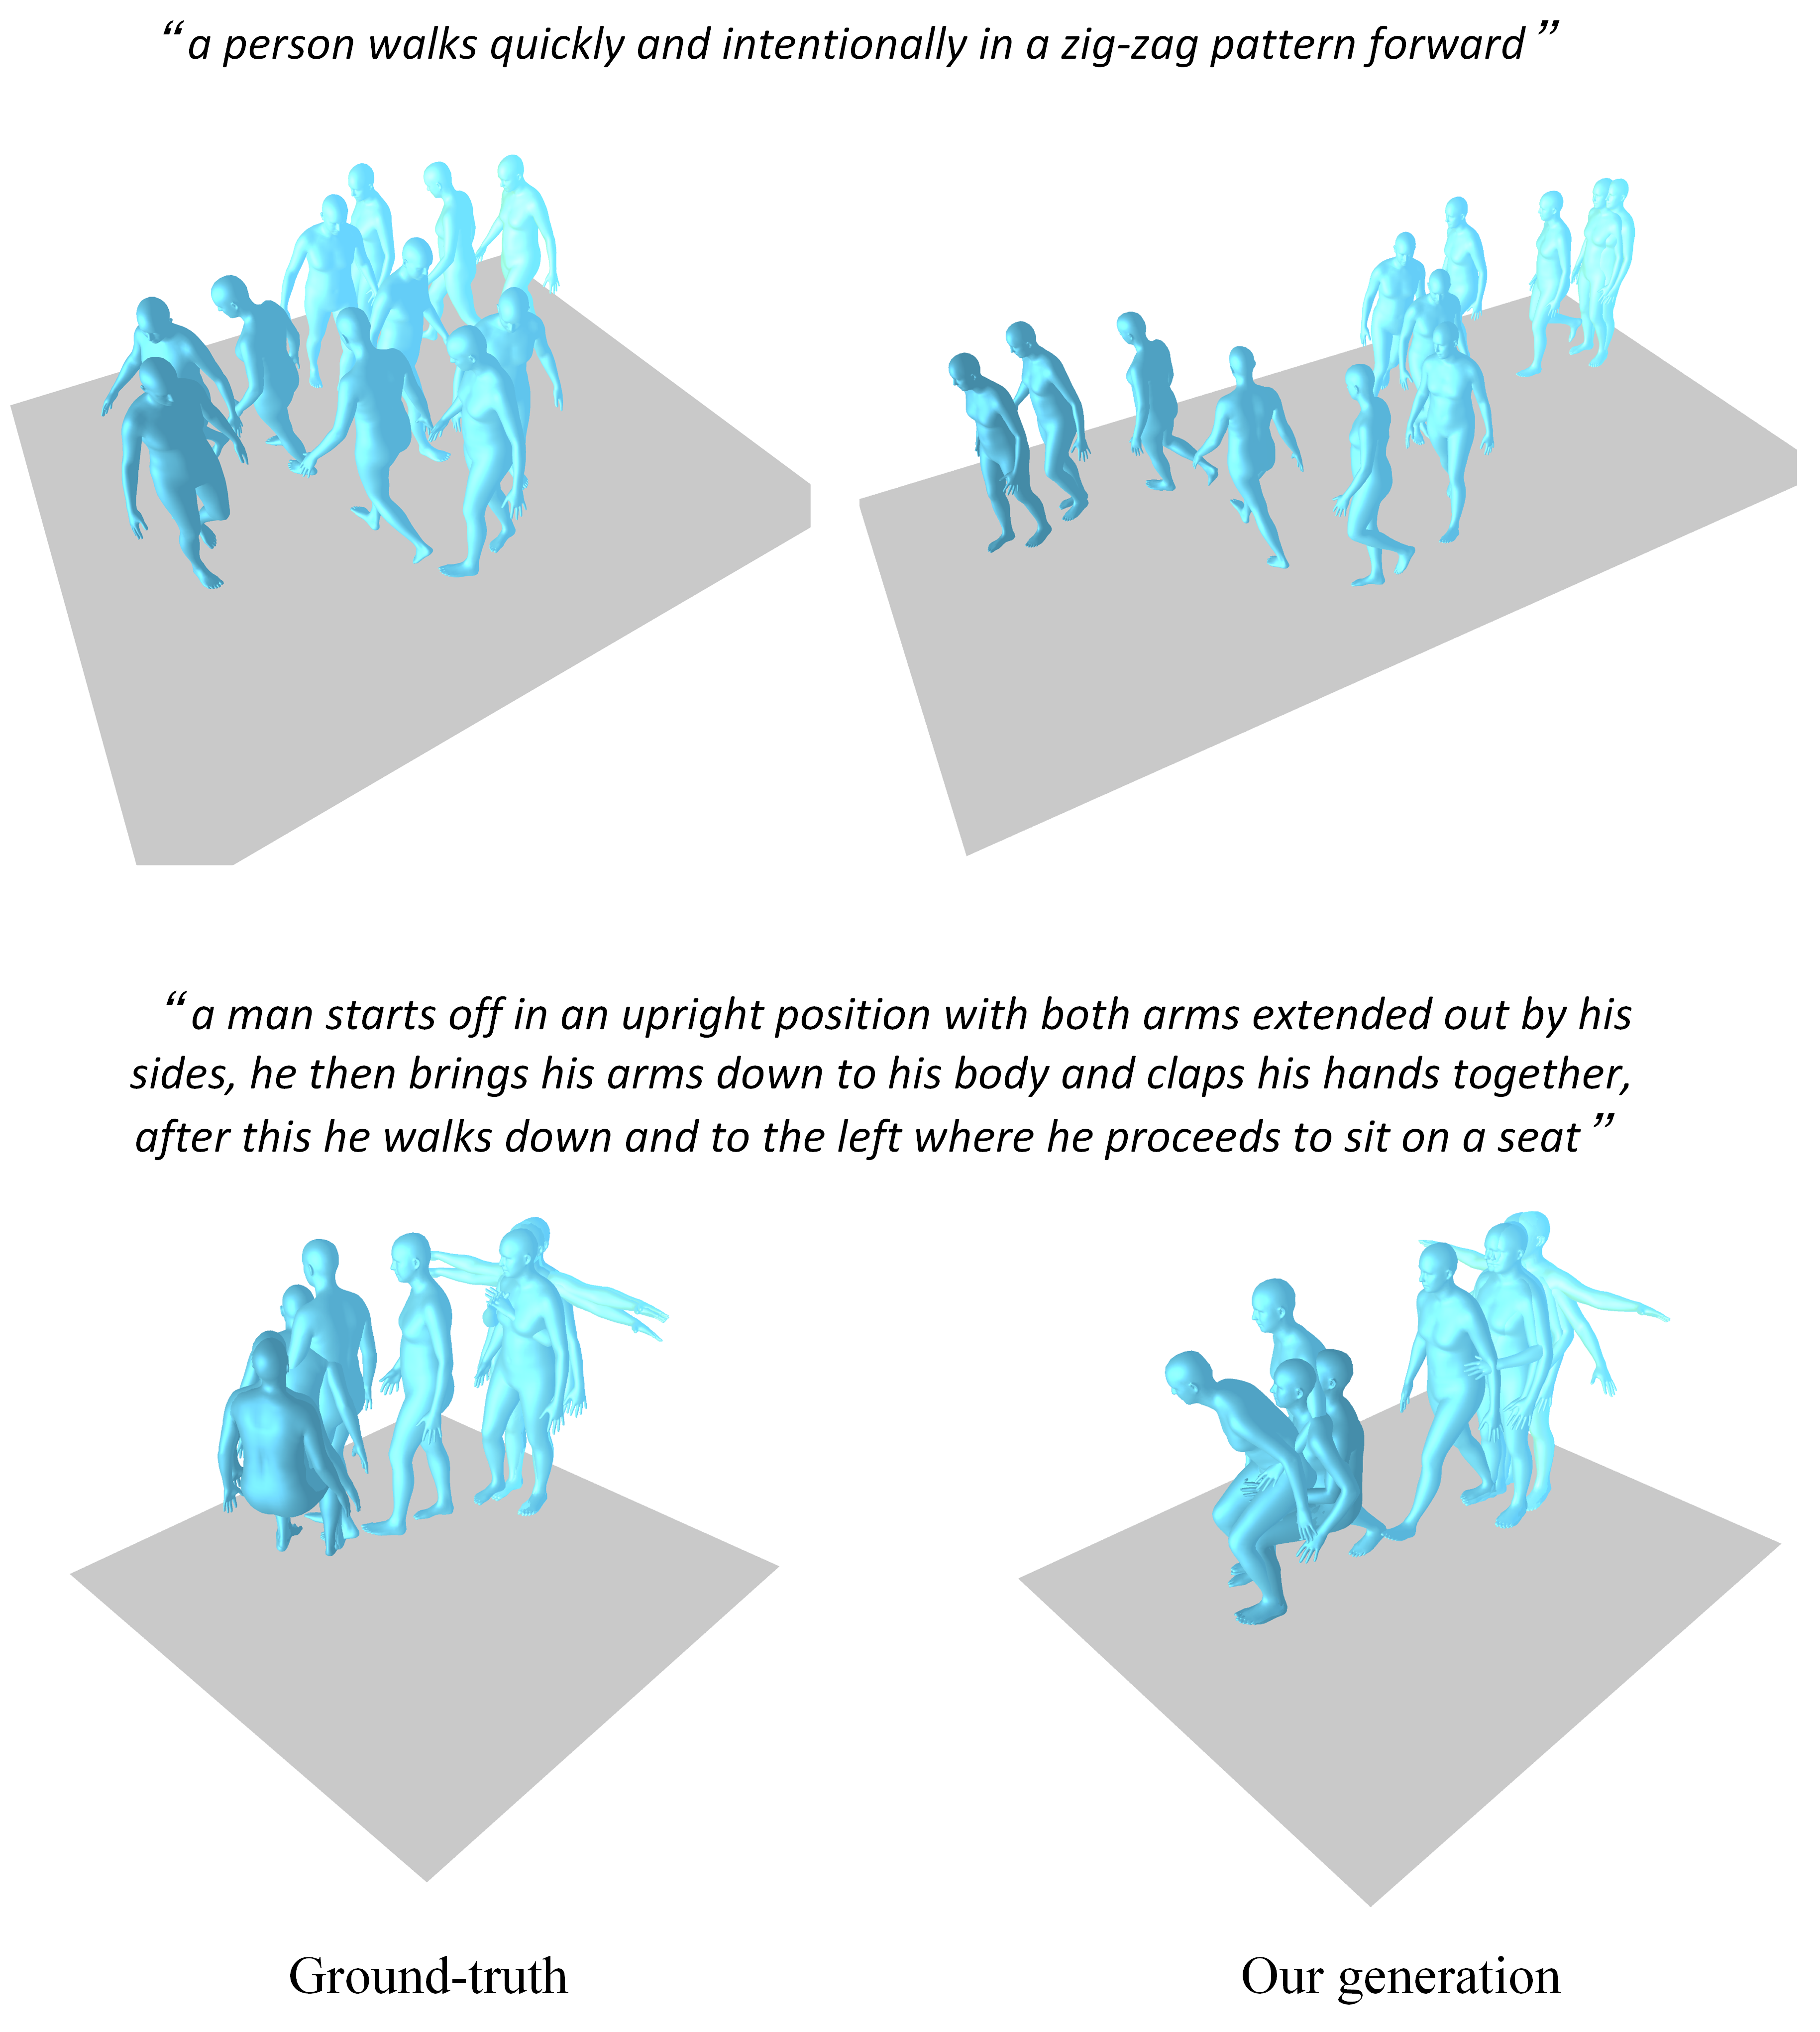 “a person walks quickly and intentionally in a zig-zag pattern forward”
“a man starts off in an upright position with both arms extended out by his
sides, he then brings his arms down to his body and claps his hands together,
after this he walks down and to the left where he proceeds to sit on a seat”
Ground-truth
Our generation